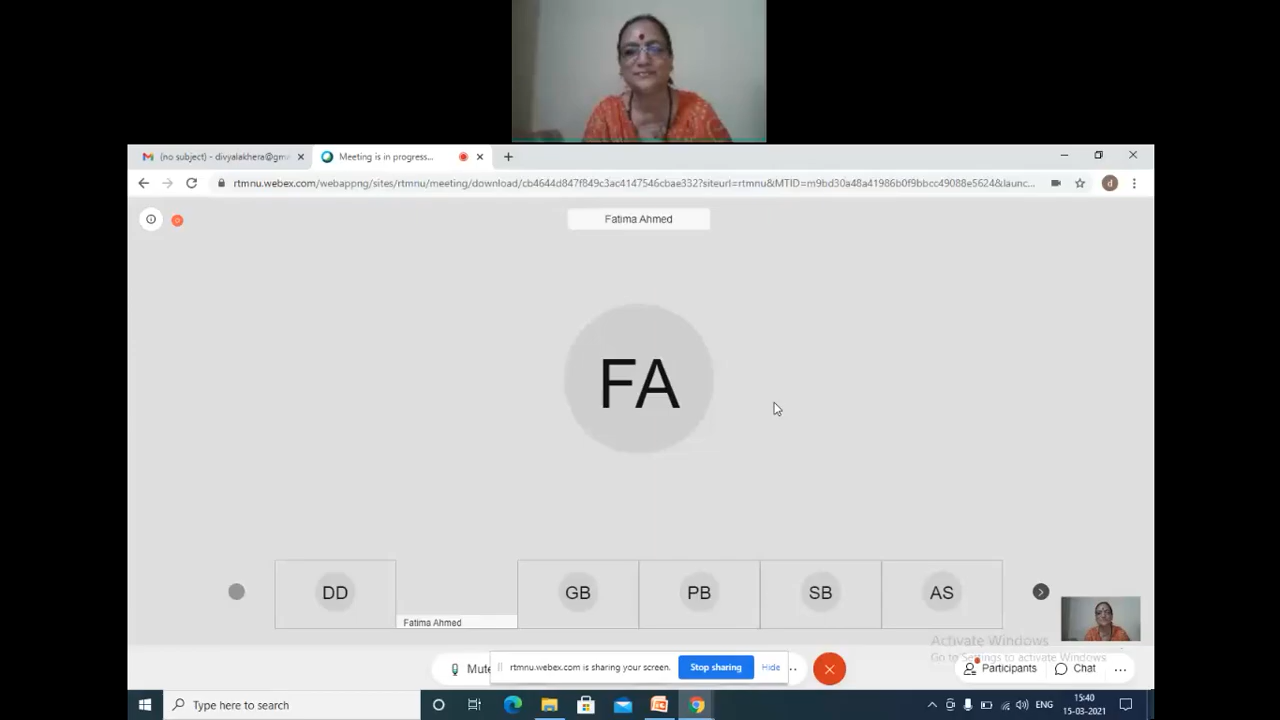 (no subject) - divyalakhera@gm
Meeting is in progress...
rtmnu.webex.com/webappng/sites/rtmnu/meeting/download/cb4644d847f849c3ac4147546cbae332?siteurl=rtmnu&MTID=m9bd30a48a41986b0f9bbcc49088e5624&launc...
d
Fatima Ahmed
FA
DD
GB
PB
SB
AS
Fatima Ahmed
Activate Windows
Go to Settings to activate Windows.
Mute
rtmnu.webex.com is sharing your screen.
Stop sharing
Hide
Participants
Chat
Type here to search
ENG
15:40
15-03-2021